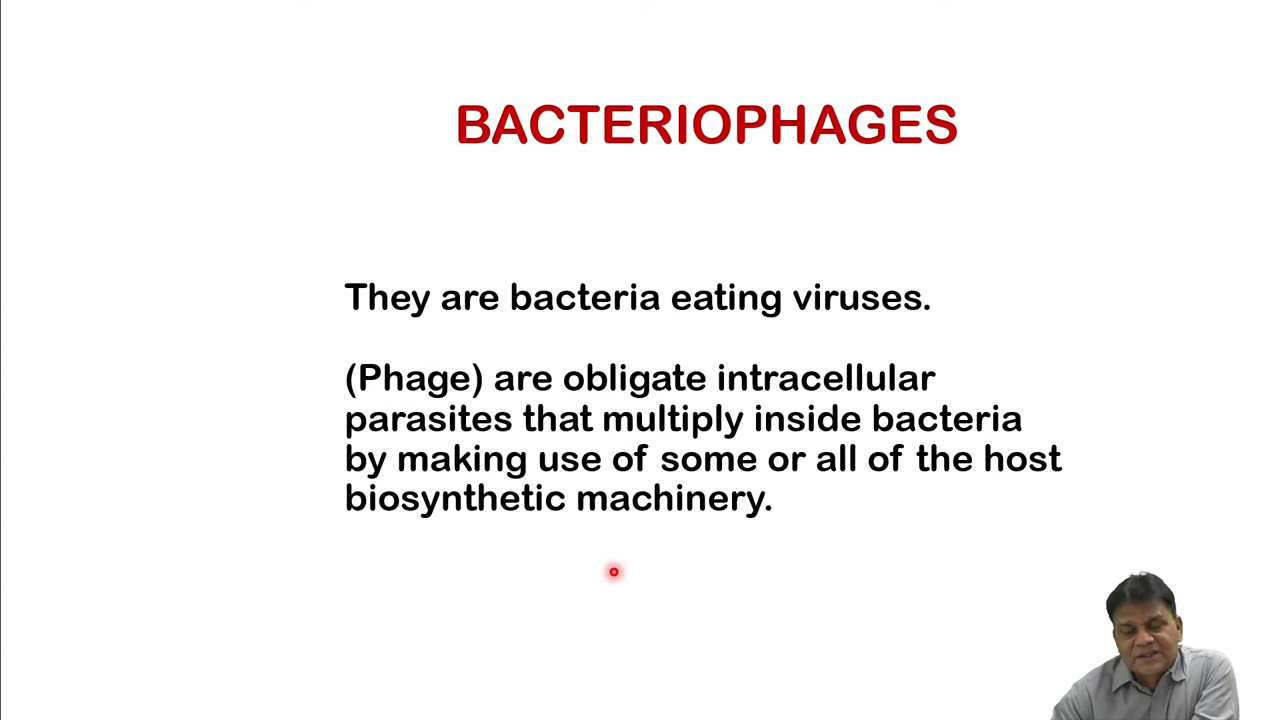 BACTERIOPHAGES
They are bacteria eating viruses.
(Phage) are obligate intracellular
parasites that multiply inside bacteria
by making use of some or all of the host
biosynthetic machinery.